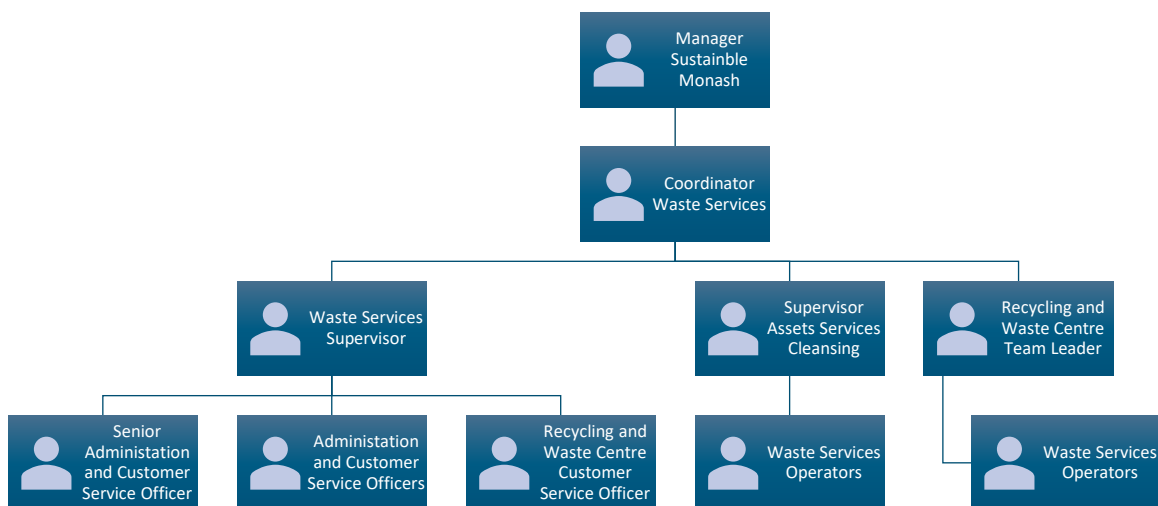 Manager
Sustainble
Monash
Coordinator
Waste Services
Waste Services
Supervisor
Supervisor
Assets Services
Cleansing
Recycling and
Waste Centre
Team Leader
Senior
Administation
and Customer
Service Officer
Administation
and Customer
Service Officers
Recycling and
Waste Centre
Customer
Service Officer
Waste Services
Operators
Waste Services
Operators